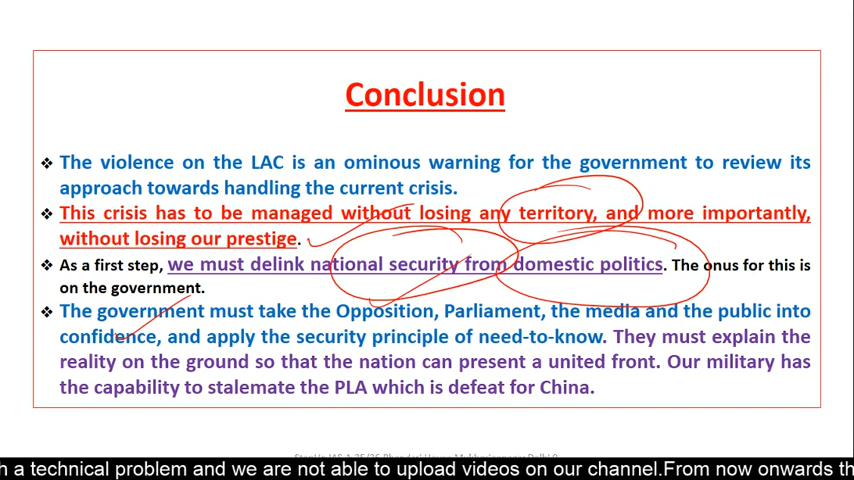 Conclusion
❖ The violence on the LAC is an ominous warning for the government to review its
approach towards handling the current crisis.
❖ This crisis has to be managed without losing any territory, and more importantly,
without losing our prestige.
❖ As a first step, we must delink national security from domestic politics. The onus for this is
on the government.
❖ The government must take the Opposition, Parliament, the media and the public into
confidence, and apply the security principle of need-to-know. They must explain the
reality on the ground so that the nation can present a united front. Our military has
the capability to stalemate the PLA which is defeat for China.
a technical problem and we are not able to upload videos on our channel.From now onwards